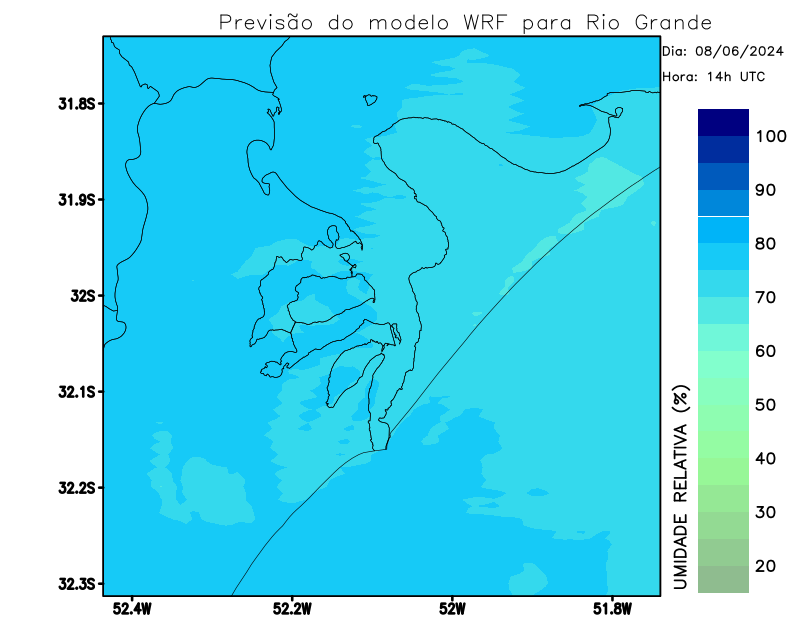 Previsão do modelo WRF para Rio Grande
Dia: 08/06/2024
Hora: 14h UTC
31.8S
31.9S
32S
32.1S
32.2S
32.3S
52.4W
52.2W
52W
51.8W
100
90
80
70
60
50
40
30
20
UMIDADE RELATIVA (%)